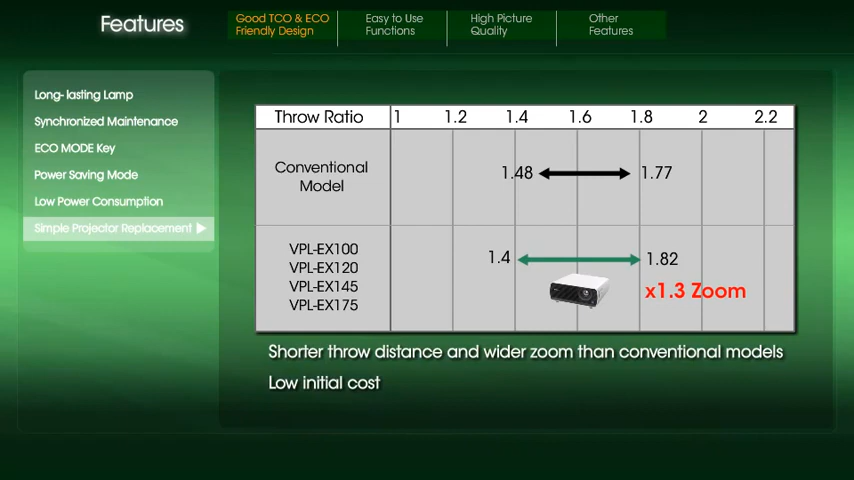 Features
Good TCO & ECO
Friendly Design
Easy to Use
Functions
High Picture
Quality
Other
Features
Long- lasting Lamp
Synchronized Maintenance
ECO MODE Key
Power Saving Mode
Low Power Consumption
Simple Projector Replacement
Throw Ratio 1 1.2 1.4 1.6 1.8 2 2.2
Conventional
Model
1.48 1.77
VPL-EX100
VPL-EX120
VPL-EX145
VPL-EX175
1.4 1.82
x1.3 Zoom
Shorter throw distance and wider zoom than conventional models
Low initial cost